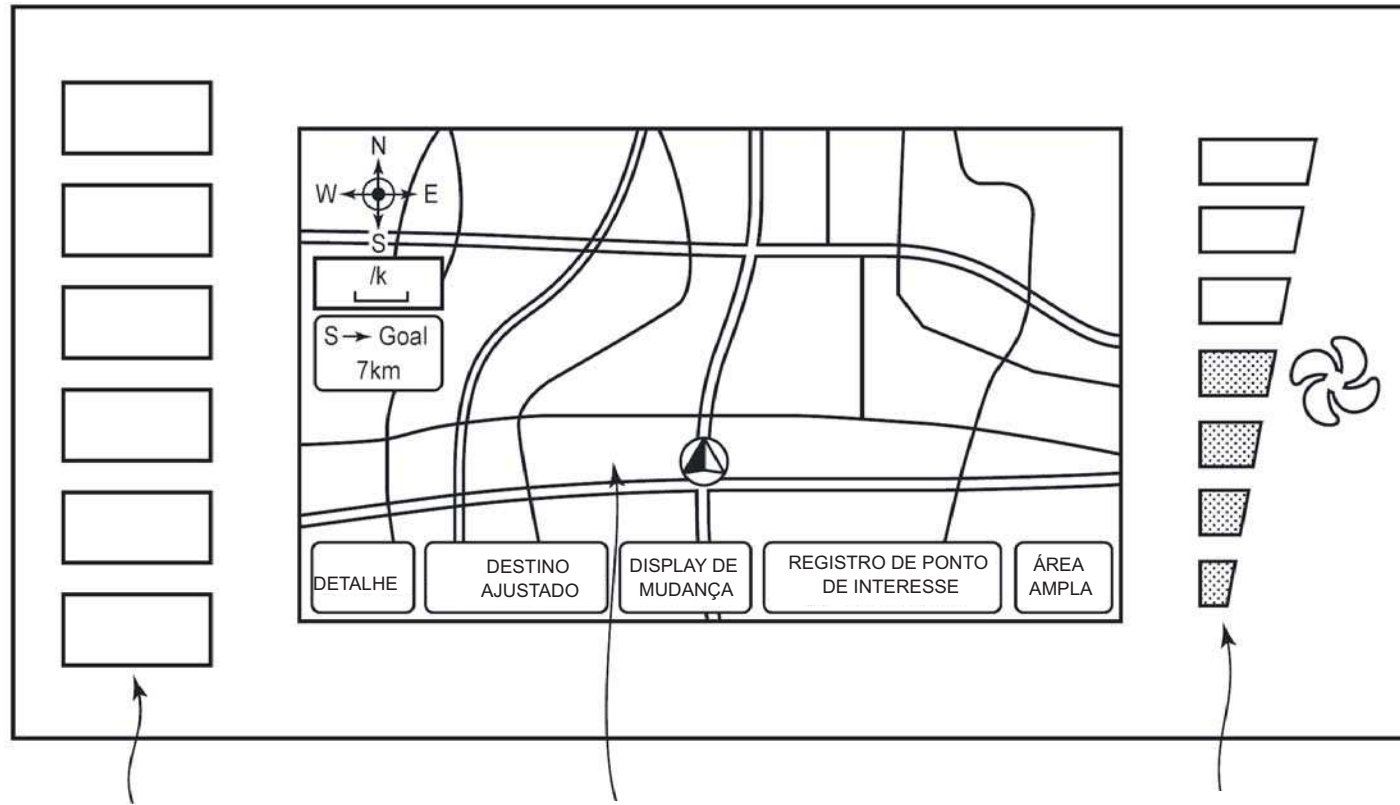 N
W E
S
/k
S→ Goal
7km
DETALHE
DESTINO
AJUSTADO
DISPLAY DE
MUDANÇA
REGISTRO DE PONTO
DE INTERESSE
ÁREA
AMPLA